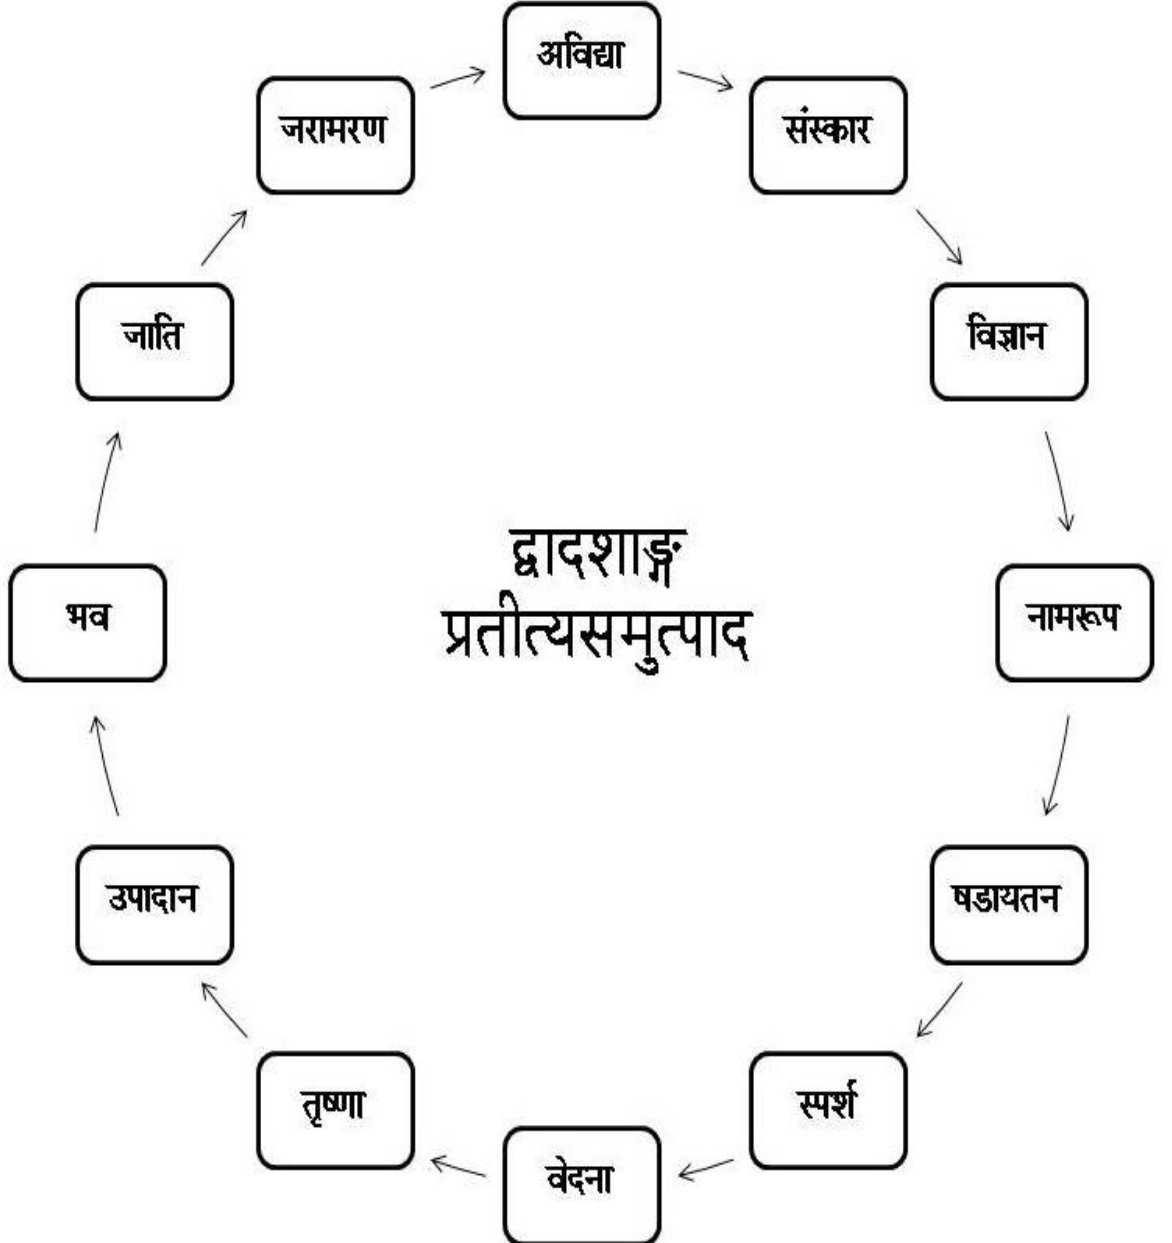 अविद्या
संस्कार
विज्ञान
नामरूप
षडायतन
स्पर्श
वेदना
तृष्णा
उपादान
भव
जाति
जरामरण
द्वादशाङ्ग
प्रतीत्यसमुत्पाद